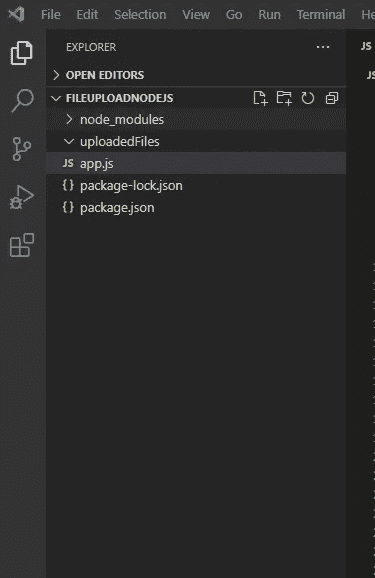 File Edit Selection View Go Run Terminal He
EXPLORER ...
JS
OPEN EDITORS
JS
FILEUPLOADNODEJS
node_modules
uploadedFiles
JS app.js
{} package-lock.json
{} package.json